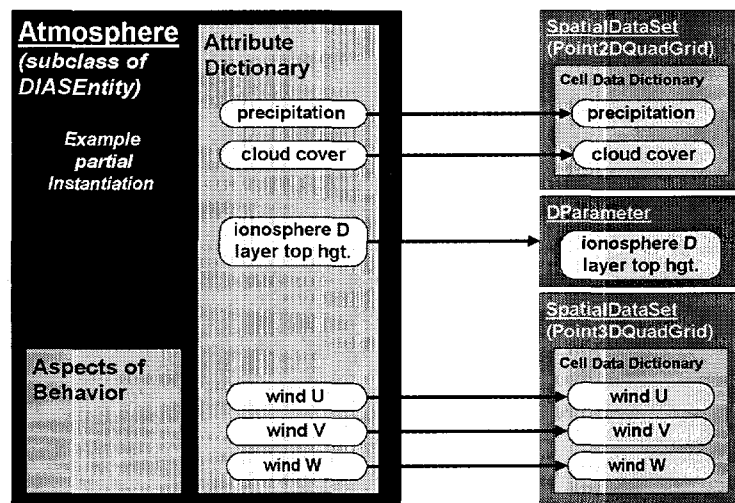 Atmosphere
(subclass of
DIASEntity)
Example
partial
Instantiation
Aspects of
Behavior
Attribute
Dictionary
precipitation
cloud cover
ionosphere D
layer top hgt.
wind U
wind V
wind W
SpatialDataSet
(Point2DQuadGrid)
Cell Data Dictionary
precipitation
cloud cover
DParameter
ionosphere D
layer top hgt.
SpatialDataSet
(Point3DQuadGrid)
Cell Data Dictionary
wind U
wind V
wind W